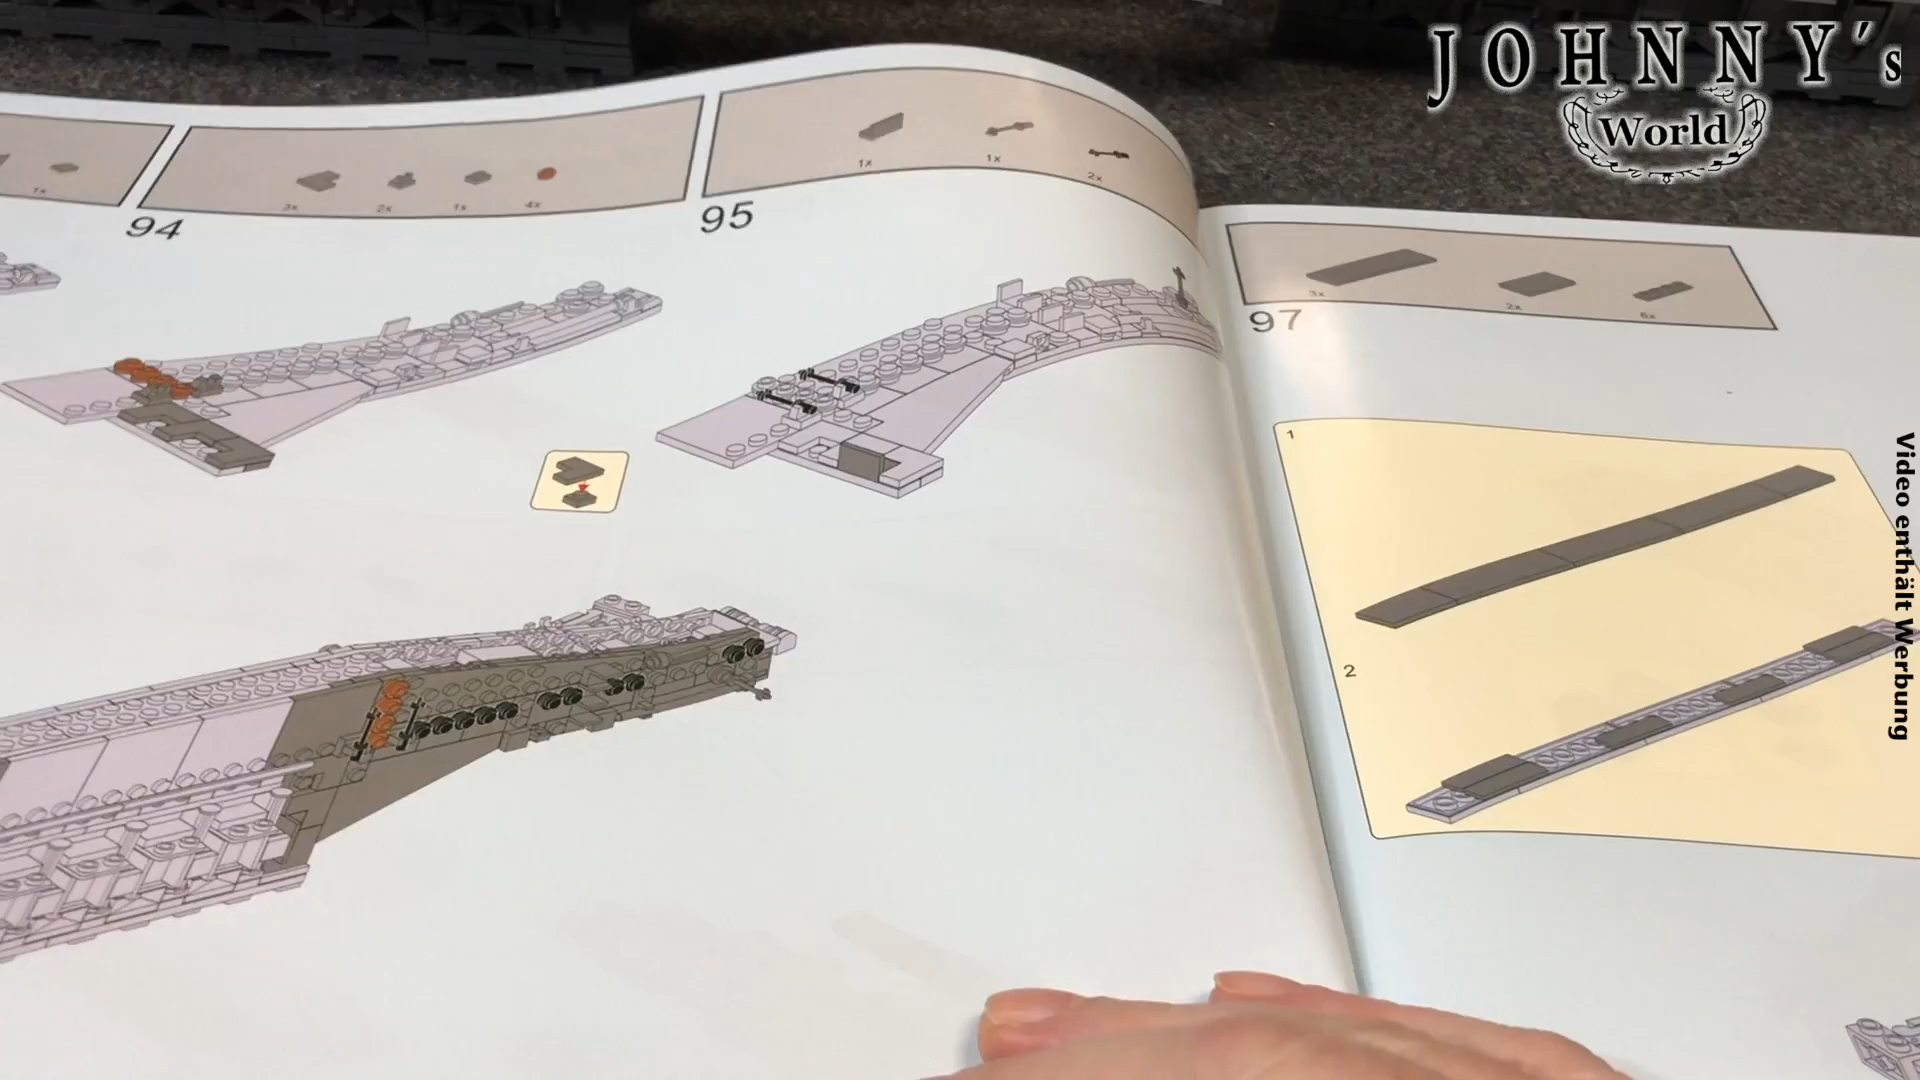 JOHNNY's
World
1x
3x 2x 1x 4x
94
1x 1x 2x
95
3x 2x 6x
97
1
2
Video enthält Werbung